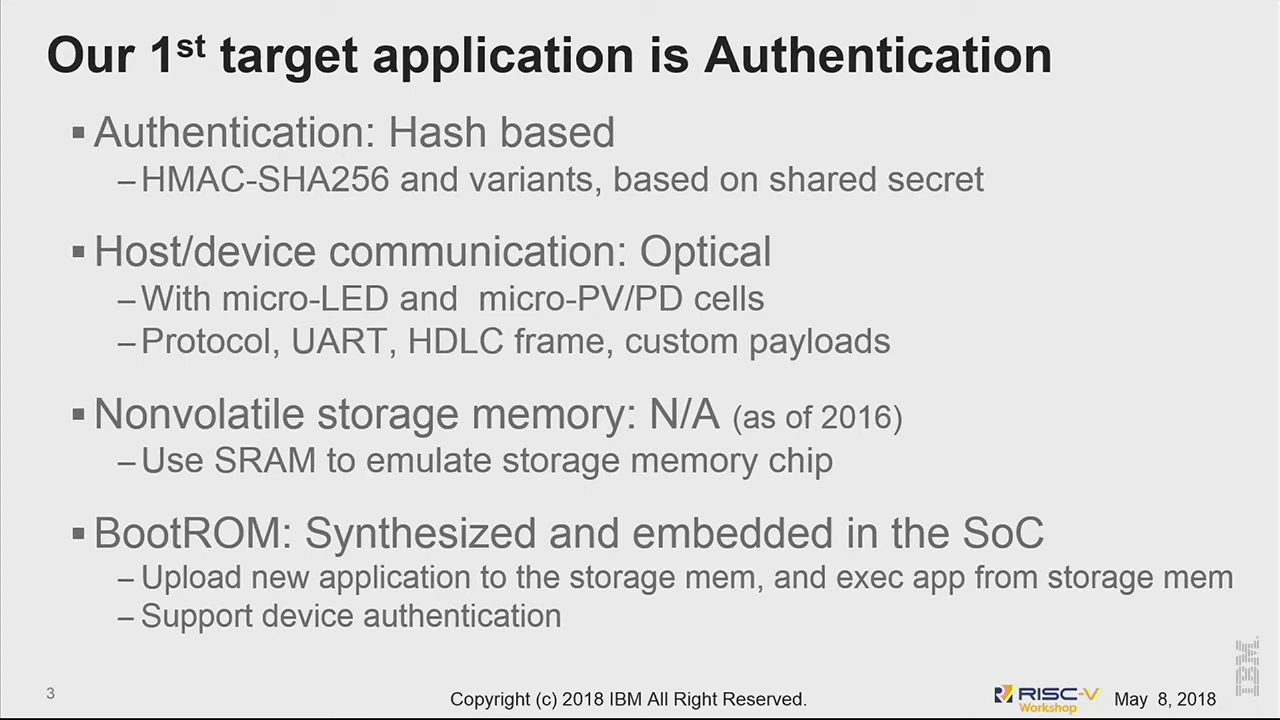 Our 1st target application is Authentication
▪ Authentication: Hash based
– HMAC-SHA256 and variants, based on shared secret
▪ Host/device communication: Optical
– With micro-LED and  micro-PV/PD cells
– Protocol, UART, HDLC frame, custom payloads
▪ Nonvolatile storage memory: N/A (as of 2016)
– Use SRAM to emulate storage memory chip
▪ BootROM: Synthesized and embedded in the SoC
– Upload new application to the storage mem, and exec app from storage mem
– Support device authentication
IBM
3
Copyright (c) 2018 IBM All Right Reserved.
RISC-V
Workshop
May  8, 2018